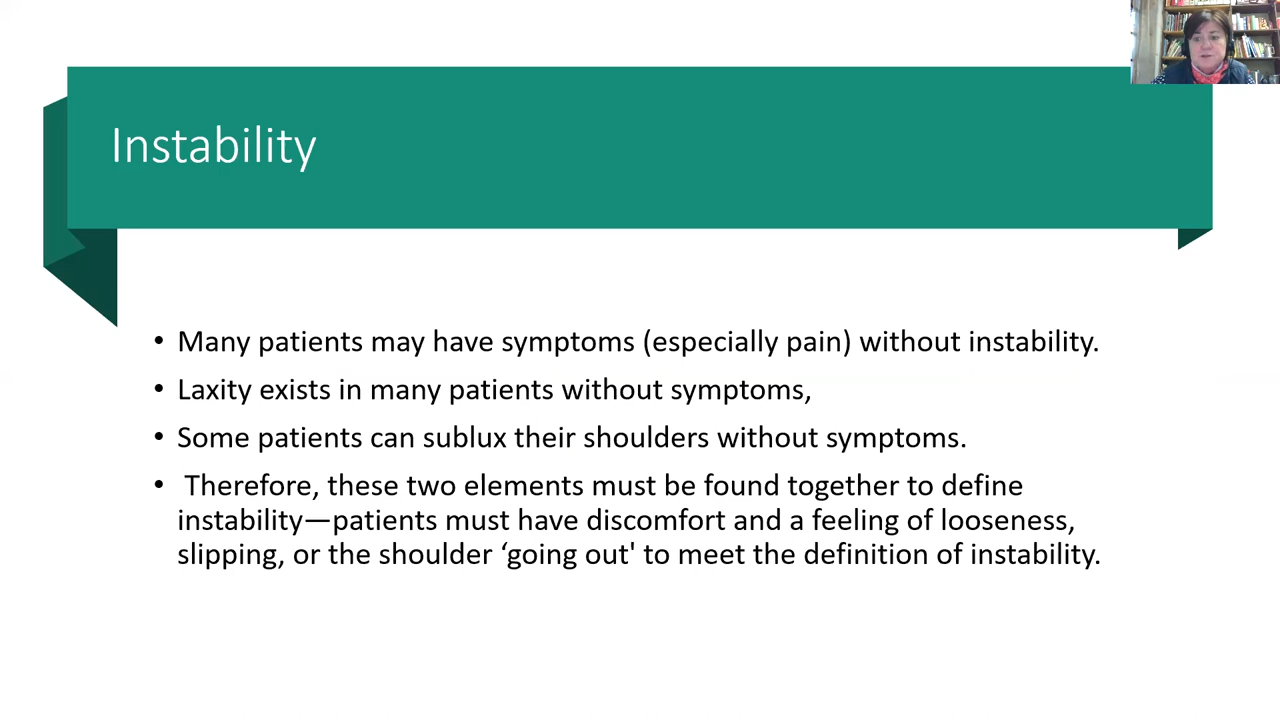 Instability
• Many patients may have symptoms (especially pain) without instability.
• Laxity exists in many patients without symptoms,
• Some patients can sublux their shoulders without symptoms.
• Therefore, these two elements must be found together to define
instability—patients must have discomfort and a feeling of looseness,
slipping, or the shoulder ‘going out' to meet the definition of instability.